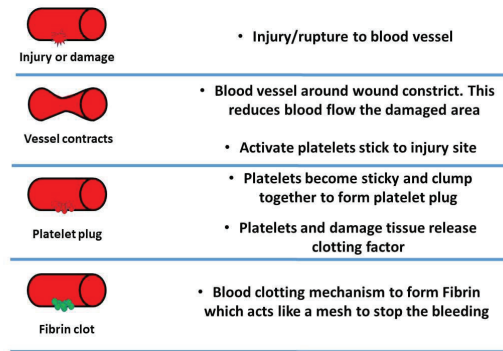 Injury or damage
• Injury/rupture to blood vessel
Vessel contracts
• Blood vessel around wound constrict. This
reduces blood flow the damaged area
• Activate platelets stick to injury site
Platelet plug
• Platelets become sticky and clump
together to form platelet plug
• Platelets and damage tissue release
clotting factor
Fibrin clot
• Blood clotting mechanism to form Fibrin
which acts like a mesh to stop the bleeding